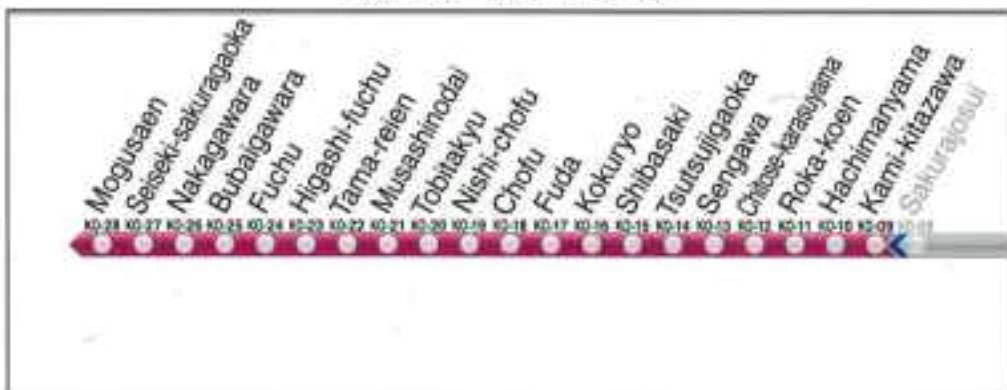 Mogusaen
Seiseki-sakuragaoka
Nakagawara
Bubaigawara
Fuchu
Higashi-fuchu
Tama-reien
Musashinodai
Tobitakyu
Nishi-chofu
Chofu
Fuda
Kokuryo
Shibasaki
Tsutsujigaoka
Sengawa
Chitose-karasuyama
Roka-koen
Hachimanyama
Kami-kitazawa
Sakurajosui
KO-28 KO-27 KO-26 KO-25 KO-24 KO-23 KO-22 KO-21 KO-20 KO-19 KO-18 KO-17 KO-16 KO-15 KO-14 KO-13 KO-12 KO-11 KO-10 KO-09